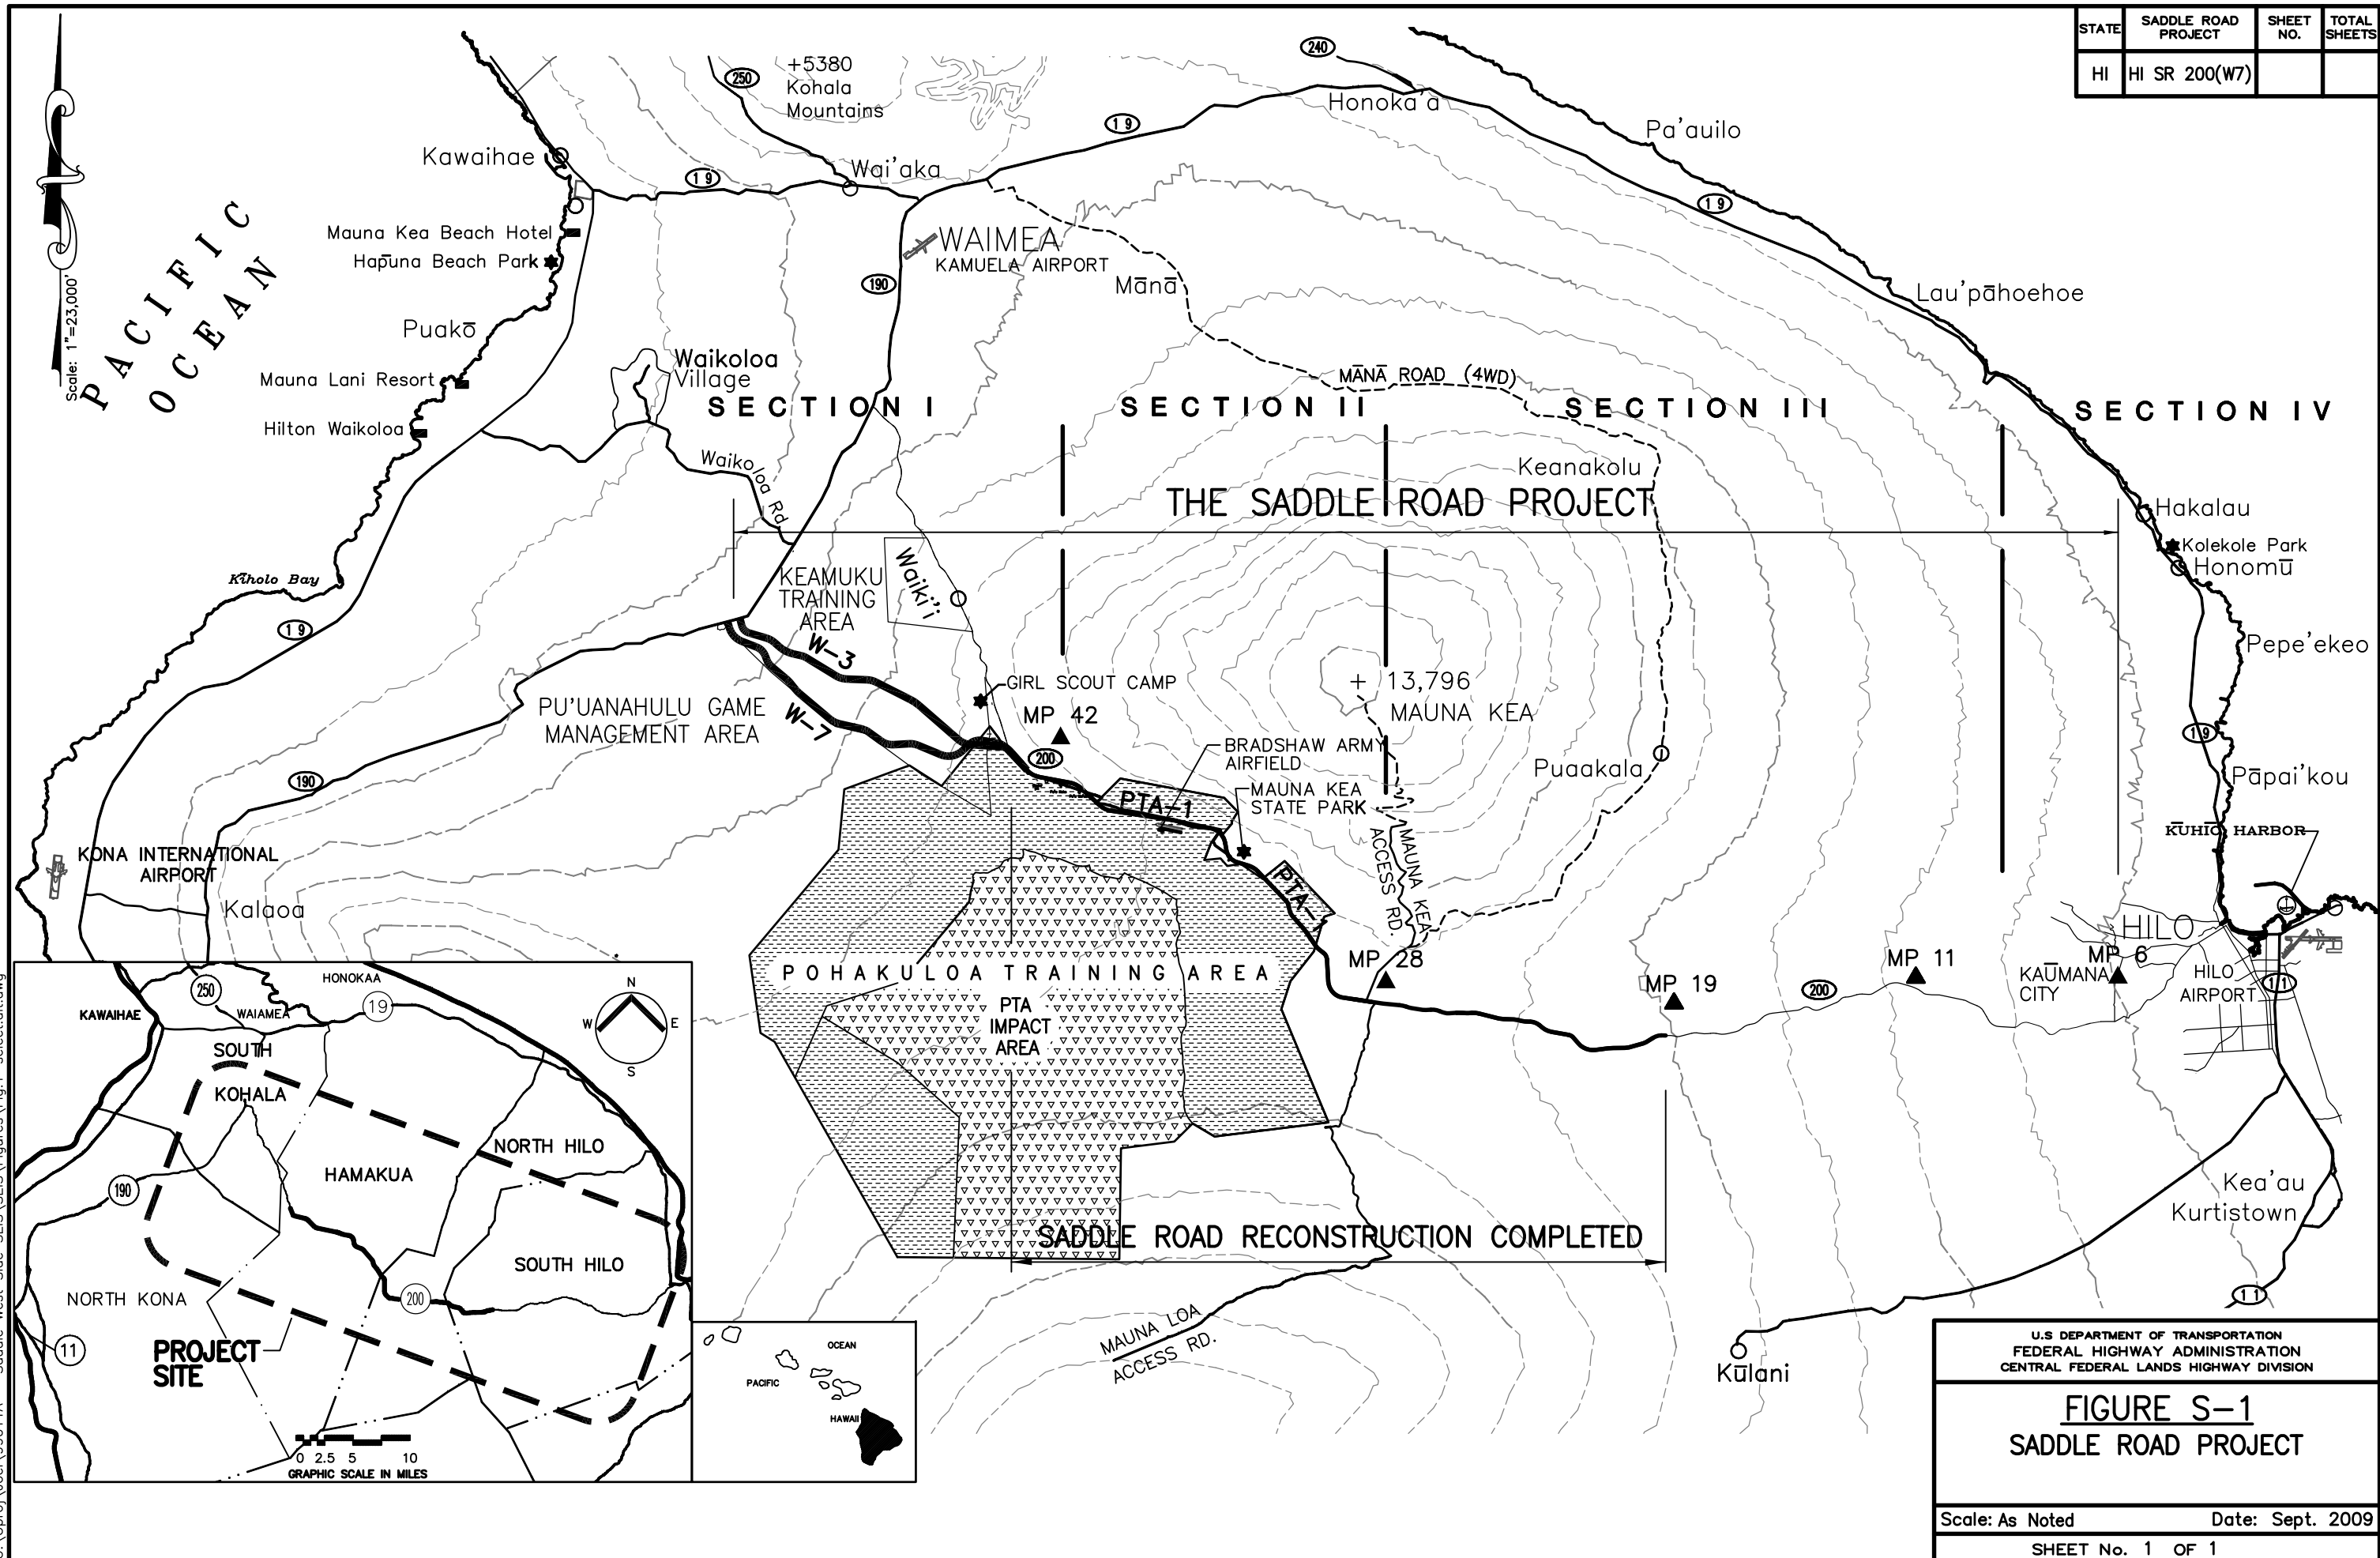 STATE
SADDLE ROAD
PROJECT
SHEET
NO.
TOTAL
SHEETS
HI
HI SR 200(W7)
+5380
Kohala
Mountains
250
240
Honoka'a
19
Pa'auilo
Kawaihae
19
Wai'aka
19
PACIFIC
OCEAN
Scale: 1"=23,000'
Mauna Kea Beach Hotel
Hapūna Beach Park
WAIMEA
KAMUELA AIRPORT
190
Mānā
Lau'pāhoehoe
Puakō
Waikoloa
Village
Mauna Lani Resort
MĀNĀ ROAD (4WD)
SECTION I
SECTION II
SECTION III
SECTION IV
Hilton Waikoloa
Waikoloa Rd
Keanakolu
THE SADDLE ROAD PROJECT
Hakalau
Kolekole Park
Honomū
Kīholo Bay
KEAMUKU
TRAINING
AREA
Waiki'i
19
W-3
Pepe'ekeo
GIRL SCOUT CAMP
+ 13,796
MAUNA KEA
PU'UANAHULU GAME
MANAGEMENT AREA
W-7
MP 42
200
BRADSHAW ARMY
AIRFIELD
19
190
Puaakala
Pāpai'kou
MAUNA KEA
STATE PARK
PTA-1
MAUNA KEA
ACCESS RD.
KŪHIŌ HARBOR
KONA INTERNATIONAL
AIRPORT
PTA-1
Kalaoa
HILO
MP 28
MP 19
200
MP 11
MP 6
KAŪMANA
CITY
HILO
AIRPORT
11
POHAKULOA TRAINING AREA
PTA
IMPACT
AREA
HONOKAA
250
KAWAIHAE
WAIAMEA
19
N
W
E
S
SOUTH
KOHALA
NORTH HILO
HAMAKUA
190
SOUTH HILO
NORTH KONA
200
PROJECT
SITE
11
0 2.5 5 10
GRAPHIC SCALE IN MILES
SADDLE ROAD RECONSTRUCTION COMPLETED
Kea'au
Kurtistown
11
MAUNA LOA
ACCESS RD.
Kūlani
OCEAN
PACIFIC
HAWAII
U.S DEPARTMENT OF TRANSPORTATION
FEDERAL HIGHWAY ADMINISTRATION
CENTRAL FEDERAL LANDS HIGHWAY DIVISION
FIGURE S-1
SADDLE ROAD PROJECT
Scale: As Noted
Date: Sept. 2009
SHEET No. 1 OF 1